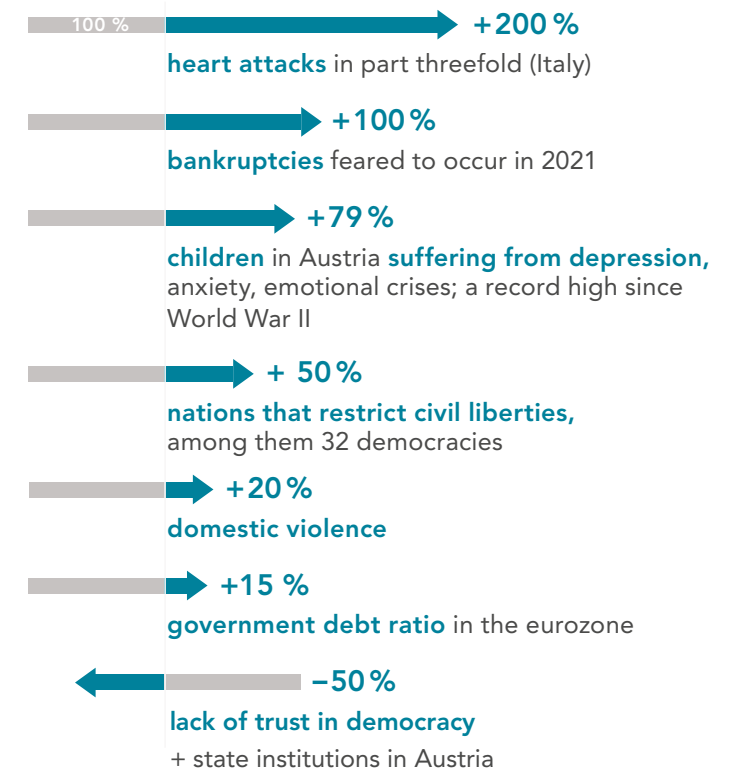 100 % +200 %
heart attacks in part threefold (Italy)
+100 %
bankruptcies feared to occur in 2021
+79 %
children in Austria suffering from depression,
anxiety, emotional crises; a record high since
World War II
+ 50 %
nations that restrict civil liberties,
among them 32 democracies
+20 %
domestic violence
+15 %
government debt ratio in the eurozone
–50 %
lack of trust in democracy
+ state institutions in Austria